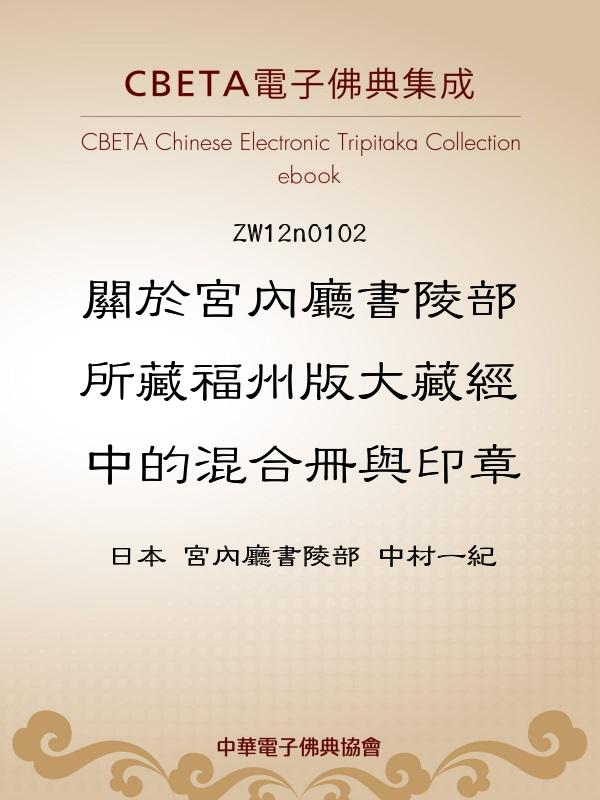 CBETA電子佛典集成
CBETA Chinese Electronic Tripitaka Collection
ebook
ZW12n0102
關於宮內廳書陵部
所藏福州版大藏經
中的混合冊與印章
日本 宮內廳書陵部 中材一紀
中華電子佛典協會